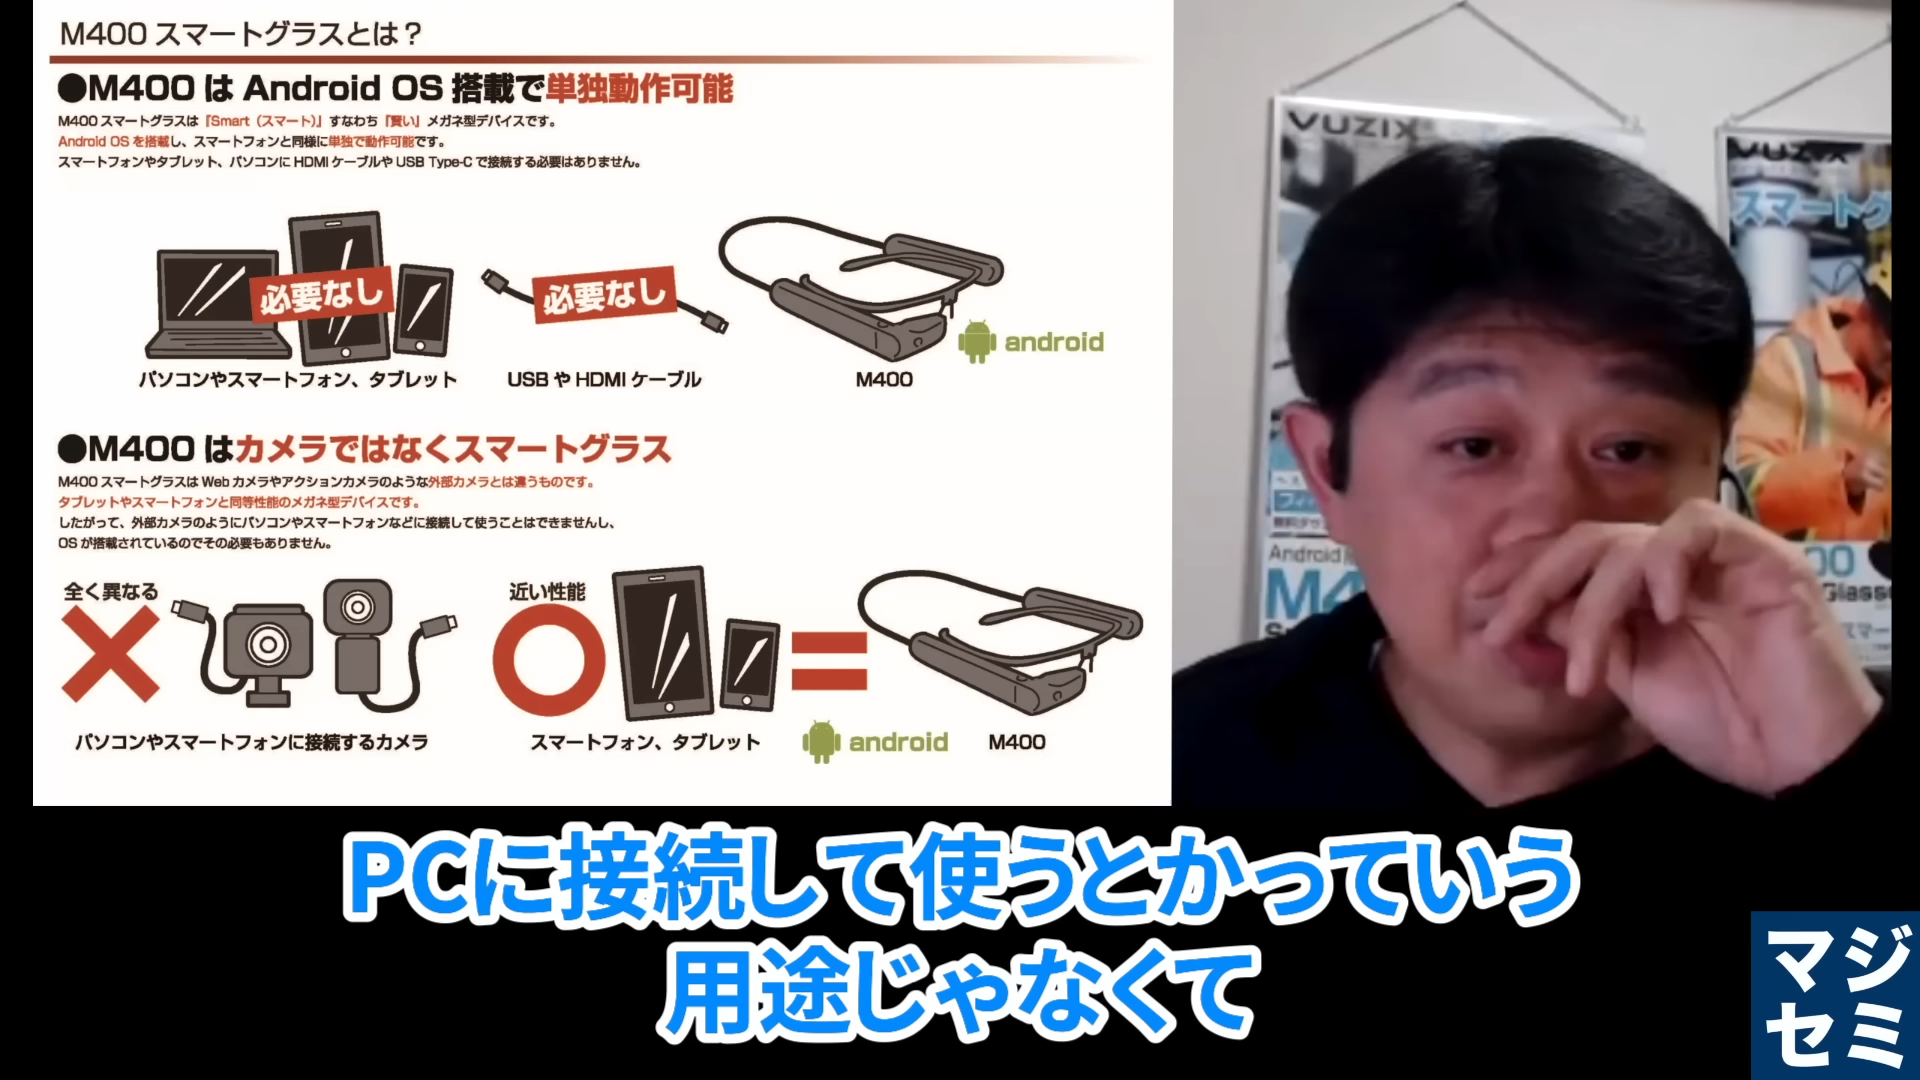 M400 スマートグラスとは？
●M400 は Android OS 搭載で単独動作可能
M400 スマートグラスは『Smart（スマート）』すなわち『賢い』メガネ型デバイスです。
Android OS を搭載し、スマートフォンと同様に単独で動作可能です。
スマートフォンやタブレット、パソコンに HDMI ケーブルや USB Type-C で接続する必要はありません。
必要なし
必要なし
android
パソコンやスマートフォン、タブレット
USB や HDMI ケーブル
M400
●M400 はカメラではなくスマートグラス
M400 スマートグラスは Web カメラやアクションカメラのような外部カメラとは違うものです。
タブレットやスマートフォンと同等性能のメガネ型デバイスです。
したがって、外部カメラのようにパソコンやスマートフォンなどに接続して使うことはできませんし、
OS が搭載されているのでその必要もありません。
全く異なる
近い性能
パソコンやスマートフォンに接続するカメラ
スマートフォン、タブレット
android
M400
VUZIX
VUZIX
スマートグ
Android
M4
00
Glass
PCに接続して使うとかっていう
用途じゃなくて
マジ
セミ